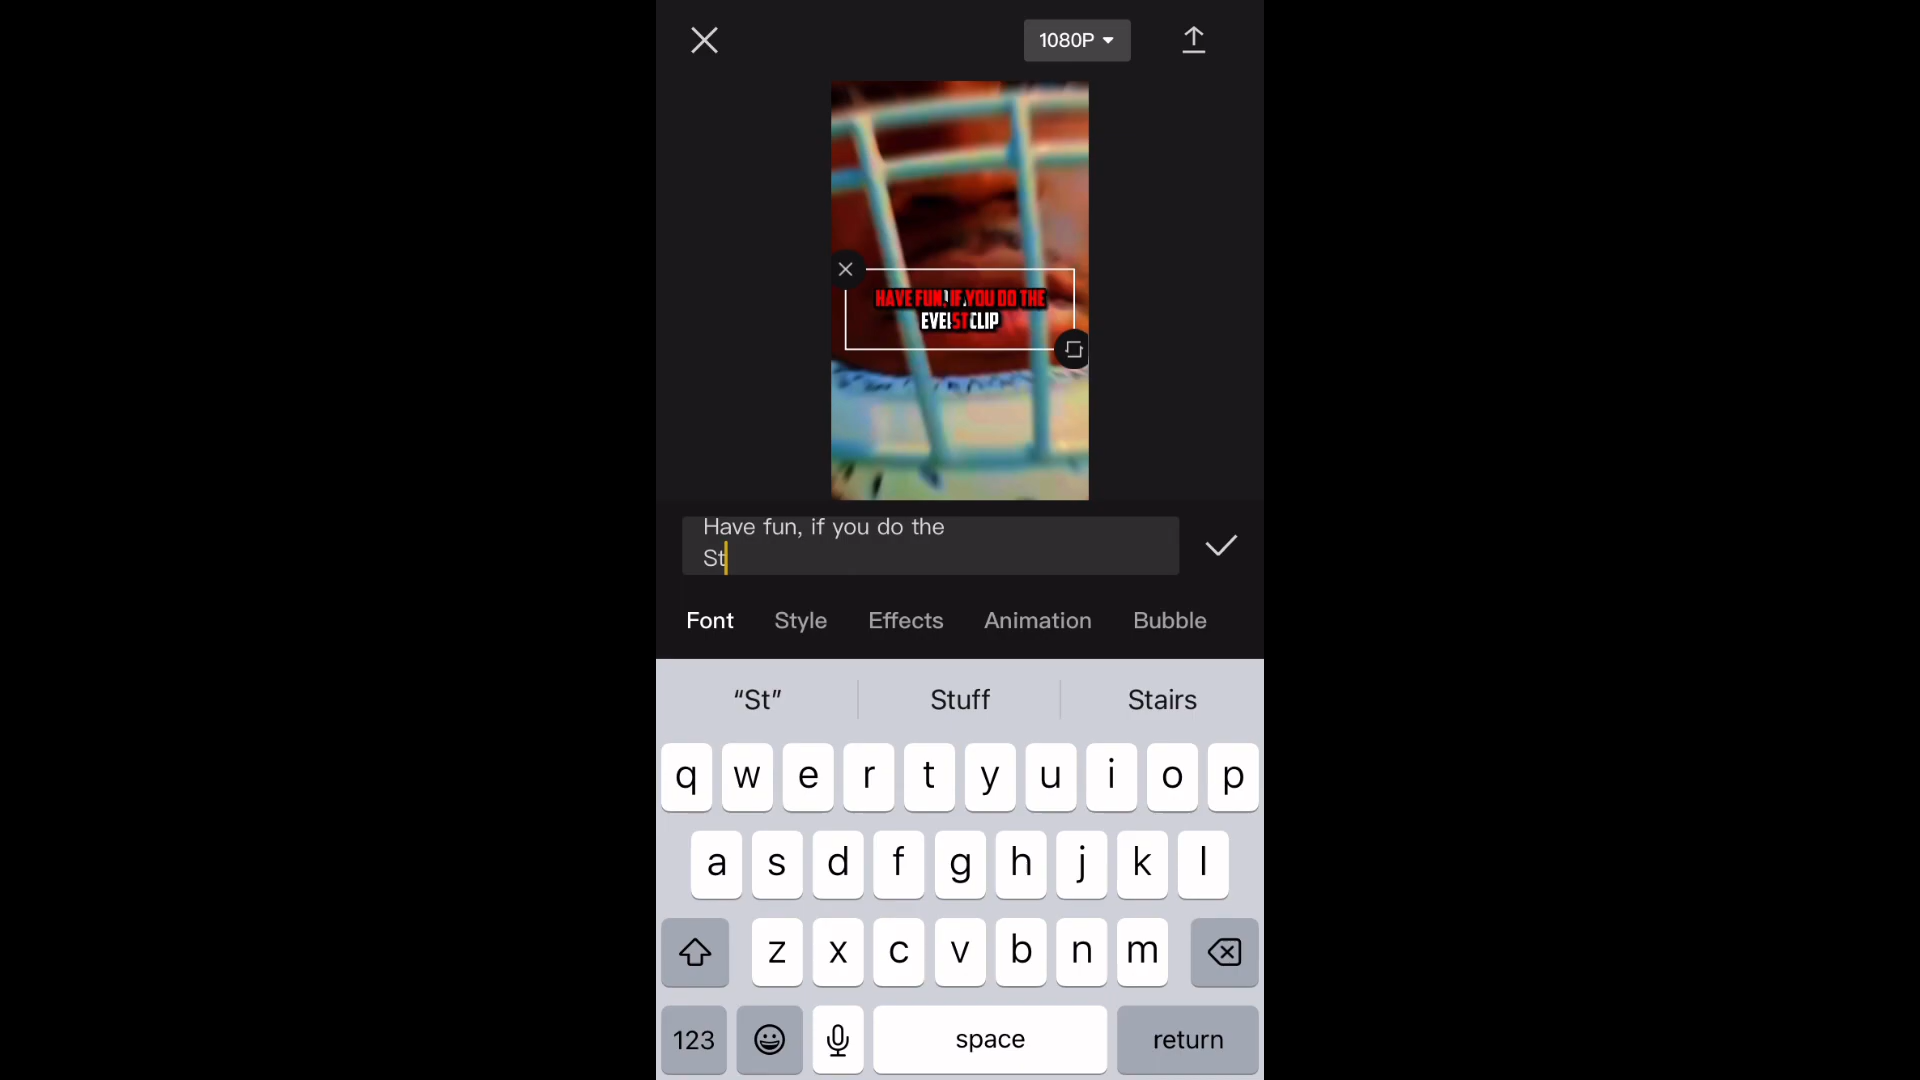 1080P
HAVE FUN, IF YOU DO THE
ST CLIP
Have fun, if you do the
St
Font Style Effects Animation Bubble
“St” Stuff Stairs
q w e r t y u i o p
a s d f g h j k l
z x c v b n m
123 space return